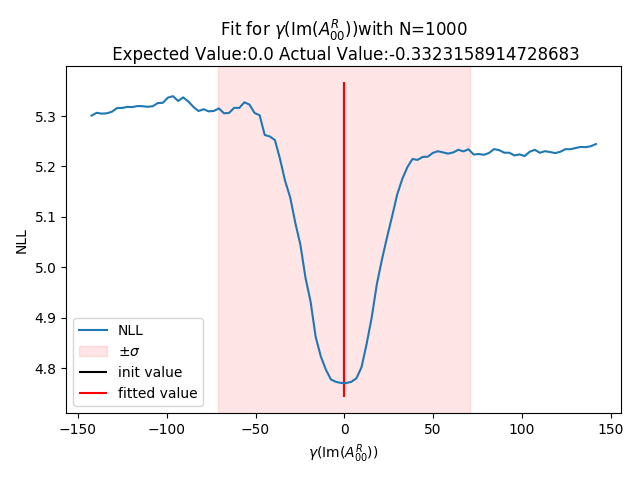 Fit for γ(Im(A₀₀ᴿ))with N=1000
Expected Value:0.0 Actual Value:-0.3323158914728683
5.3
5.2
5.1
5.0
4.9
4.8
NLL
NLL
±σ
init value
fitted value
−150
−100
−50
0
50
100
150
γ(Im(A₀₀ᴿ))